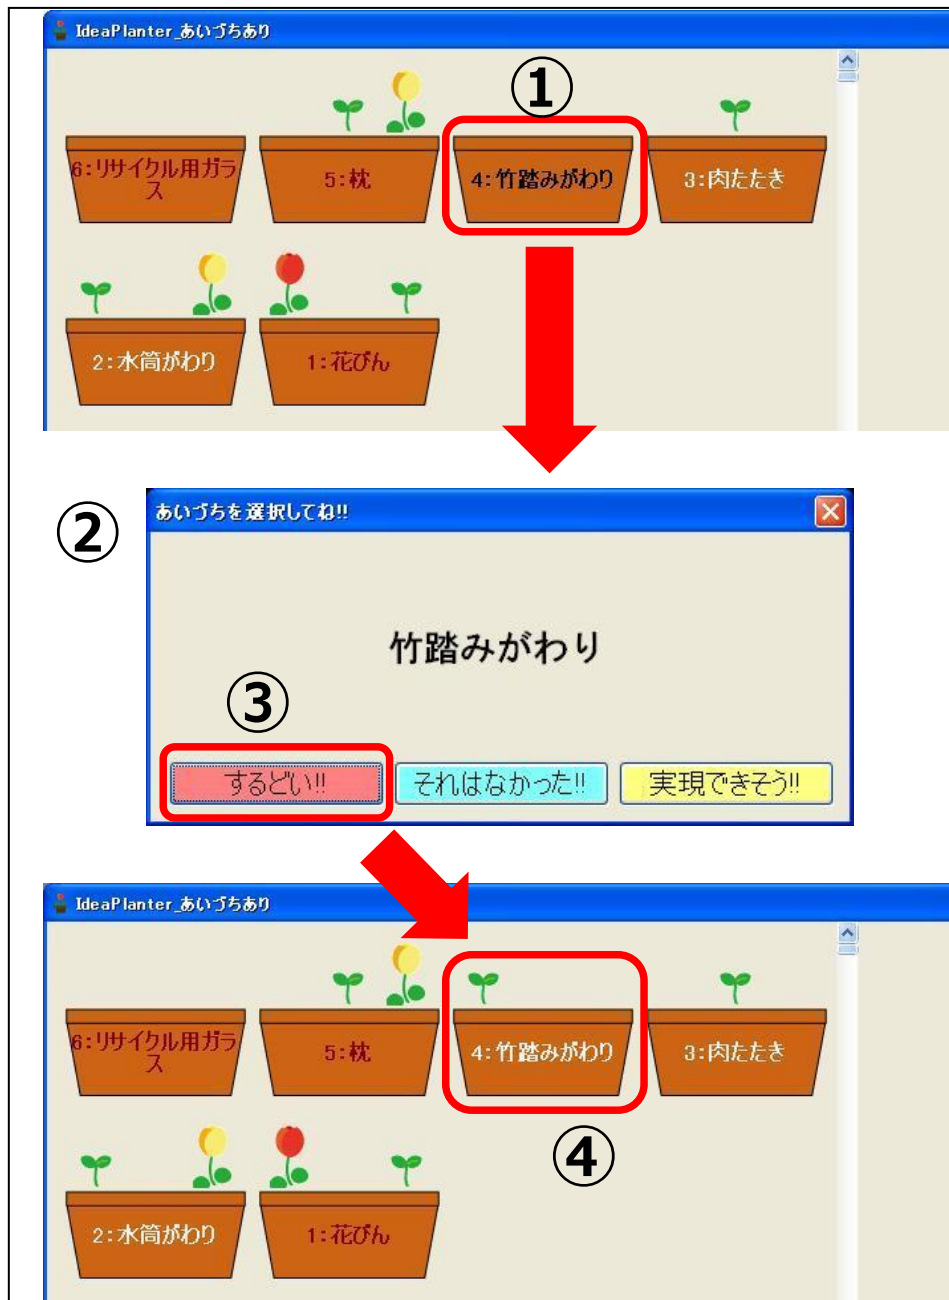 IdeaPlanter_あいづちあり
①
6:リサイクル用ガラ
ス
5:枕
4:竹踏みがわり
3:肉たたき
2:水筒がわり
1:花びん
②
あいづちを選択してね!!
竹踏みがわり
③
するどい!!
それはなかった!!
実現できそう!!
IdeaPlanter_あいづちあり
6:リサイクル用ガラ
ス
5:枕
4:竹踏みがわり
3:肉たたき
④
2:水筒がわり
1:花びん